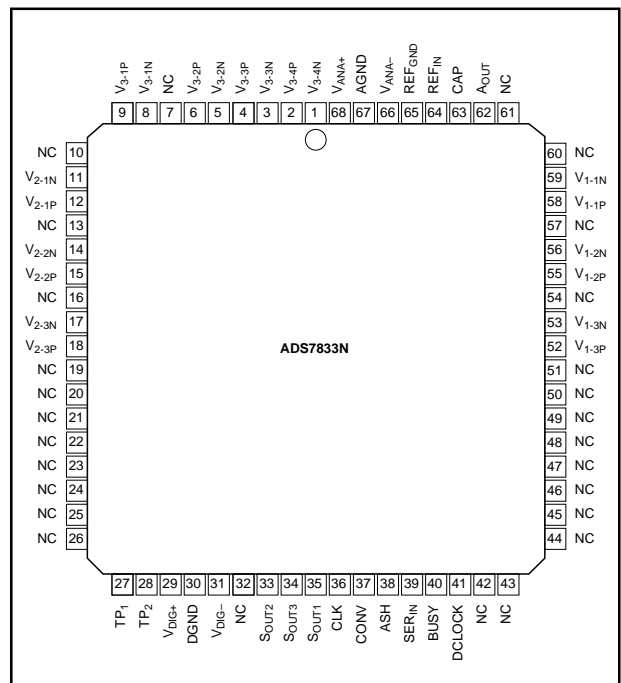 V3-1P V3-1N NC V3-2P V3-2N V3-3P V3-3N V3-4P V3-4N VANA+ AGND VANA– REFGND REFIN CAP AOUT NC
9 8 7 6 5 4 3 2 1 68 67 66 65 64 63 62 61
NC 10 60 NC
V2-1N 11 59 V1-1N
V2-1P 12 58 V1-1P
NC 13 57 NC
V2-2N 14 56 V1-2N
V2-2P 15 55 V1-2P
NC 16 54 NC
V2-3N 17 53 V1-3N
V2-3P 18 52 V1-3P
ADS7833N
NC 19 51 NC
NC 20 50 NC
NC 21 49 NC
NC 22 48 NC
NC 23 47 NC
NC 24 46 NC
NC 25 45 NC
NC 26 44 NC
27 28 29 30 31 32 33 34 35 36 37 38 39 40 41 42 43
TP1 TP2 VDIG+ DGND VDIG– NC SOUT2 SOUT3 SOUT1 CLK CONV ASH SERIN BUSY DCLOCK NC NC